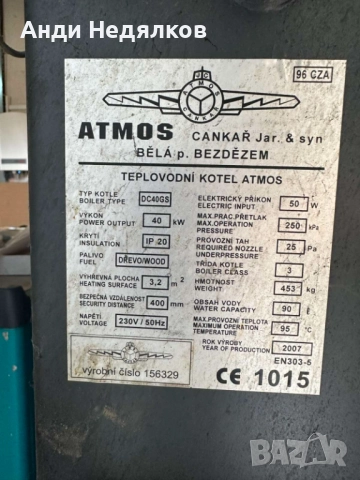 Анди Недялков
96 CZA
ATMOS
CANKAŘ
ATMOS CANKAŘ Jar. & syn
BĚLÁ p. BEZDĚZEM
TEPLOVODNÍ KOTEL ATMOS
TYP KOTLE
BOILER TYPE DC40GS
VÝKON
POWER OUTPUT 40 kW
KRYTÍ
INSULATION IP 20
PALIVO
FUEL DŘEVO/WOOD
VÝHŘEVNÁ PLOCHA
HEATING SURFACE 3,2 m2
BEZPEČNÁ VZDÁLENOST
SECURITY DISTANCE 400 mm
NAPĚTÍ
VOLTAGE 230V / 50Hz
výrobní číslo 156329
ELEKTRICKÝ PŘÍKON
ELECTRIC INPUT 50 W
MAX.PRAC.PŘETLAK
MAX.OPERATION
PRESSURE 250 kPa
PROVOZNÍ TAH
REQUIRED NOZZLE
UNDERPRESSURE 25 Pa
TŘÍDA KOTLE
BOILER CLASS 3
HMOTNOST
WEIGHT 453 kg
OBSAH VODY
WATER CAPACITY 90 l
MAX.PROVOZNÍ TEPLOTA
MAXIMUM OPERATION
TEMPERATURE 95 °C
ROK VÝROBY
YEAR OF PRODUCTION 2007
EN303-5
CE 1015
BAZAR
bg